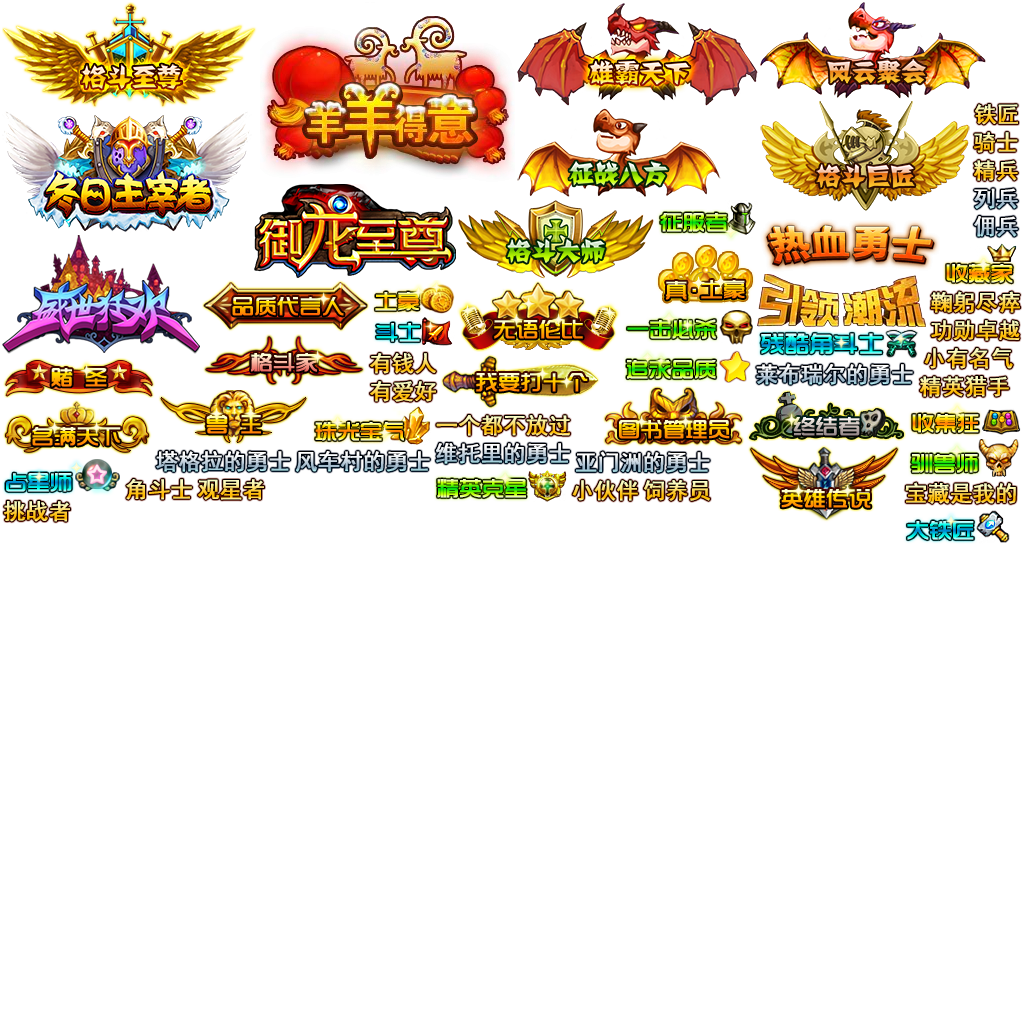 格斗至尊
羊羊得意
雄霸天下
风云聚会
冬日主宰者
征战八方
格斗巨匠
铁匠
骑士
精兵
列兵
佣兵
御龙至尊
格斗大师
征服者
热血勇士
盛世狂欢
品质代言人
土豪
斗士
无语伦比
真·土豪
一击必杀
收藏家
引领潮流
鞠躬尽瘁
功勋卓越
残酷角斗士
小有名气
赌圣
格斗家
有钱人
有爱好
我要打十个
追求品质
莱布瑞尔的勇士
精英猎手
名满天下
兽王
珠光宝气
一个都不放过
图书管理员
终结者
收集狂
塔格拉的勇士
风车村的勇士
维托里的勇士
亚门洲的勇士
驯兽师
占星师
角斗士
观星者
精英克星
小伙伴
饲养员
英雄传说
宝藏是我的
挑战者
大铁匠